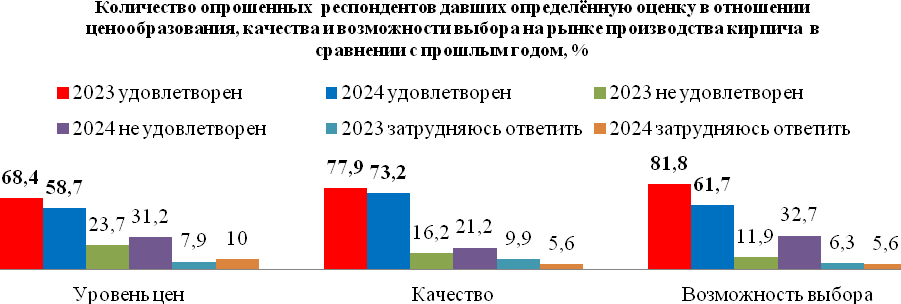 Количество опрошенных респондентов давших определённую оценку в отношении
ценообразования, качества и возможности выбора на рынке производства кирпича в
сравнении с прошлым годом, %
2023 удовлетворен 2024 удовлетворен 2023 не удовлетворен
2024 не удовлетворен 2023 затрудняюсь ответить 2024 затрудняюсь ответить
68,4 58,7 23,7 31,2 7,9 10
77,9 73,2 16,2 21,2 9,9 5,6
81,8 61,7 11,9 32,7 6,3 5,6
Уровень цен Качество Возможность выбора